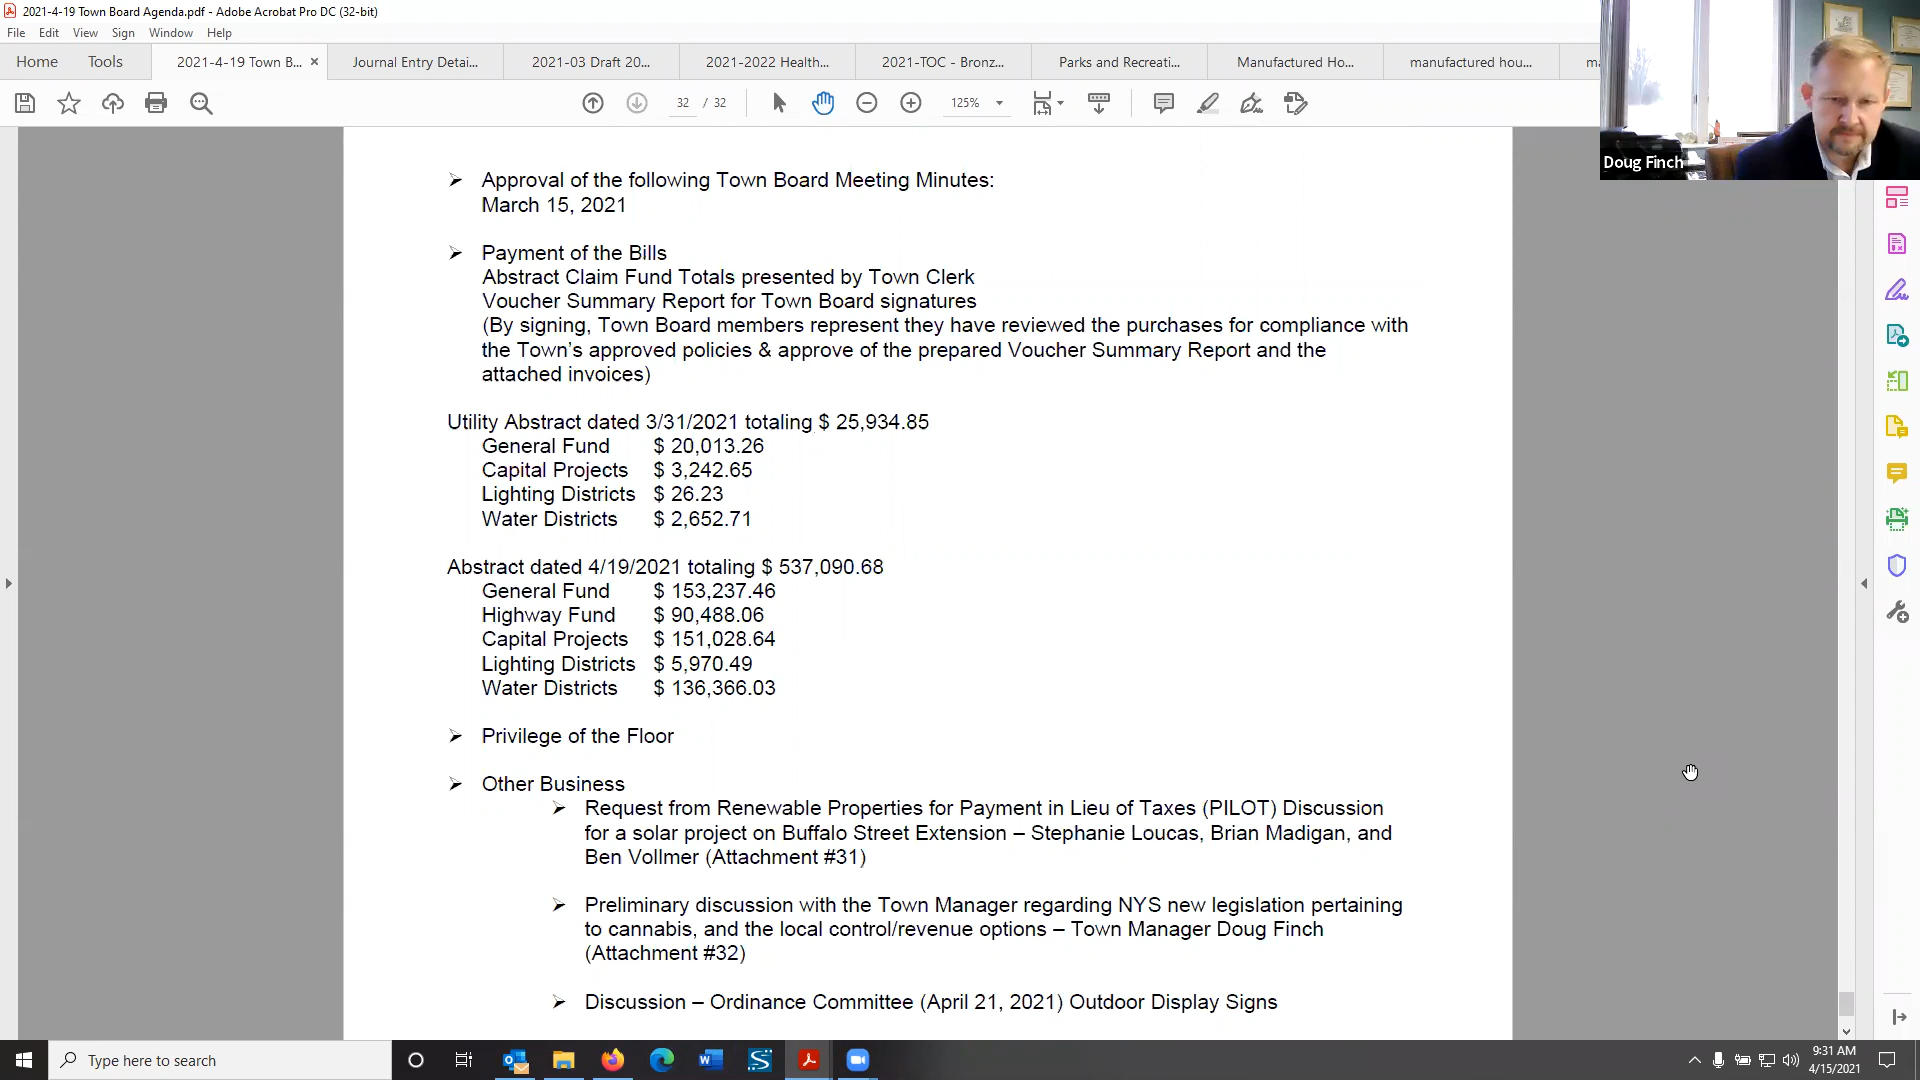 2021-4-19 Town Board Agenda.pdf - Adobe Acrobat Pro DC (32-bit)
File Edit View Sign Window Help
Home Tools 2021-4-19 Town B... × Journal Entry Detai... 2021-03 Draft 20... 2021-2022 Health... 2021-TOC - Bronz... Parks and Recreati... Manufactured Ho... manufactured hou... ma
32 / 32 125%
Doug Finch
➢ Approval of the following Town Board Meeting Minutes:
March 15, 2021
➢ Payment of the Bills
Abstract Claim Fund Totals presented by Town Clerk
Voucher Summary Report for Town Board signatures
(By signing, Town Board members represent they have reviewed the purchases for compliance with
the Town’s approved policies & approve of the prepared Voucher Summary Report and the
attached invoices)
Utility Abstract dated 3/31/2021 totaling $ 25,934.85
General Fund $ 20,013.26
Capital Projects $ 3,242.65
Lighting Districts $ 26.23
Water Districts $ 2,652.71
Abstract dated 4/19/2021 totaling $ 537,090.68
General Fund $ 153,237.46
Highway Fund $ 90,488.06
Capital Projects $ 151,028.64
Lighting Districts $ 5,970.49
Water Districts $ 136,366.03
➢ Privilege of the Floor
➢ Other Business
➢ Request from Renewable Properties for Payment in Lieu of Taxes (PILOT) Discussion
for a solar project on Buffalo Street Extension – Stephanie Loucas, Brian Madigan, and
Ben Vollmer (Attachment #31)
➢ Preliminary discussion with the Town Manager regarding NYS new legislation pertaining
to cannabis, and the local control/revenue options – Town Manager Doug Finch
(Attachment #32)
➢ Discussion – Ordinance Committee (April 21, 2021) Outdoor Display Signs
Type here to search
9:31 AM
4/15/2021